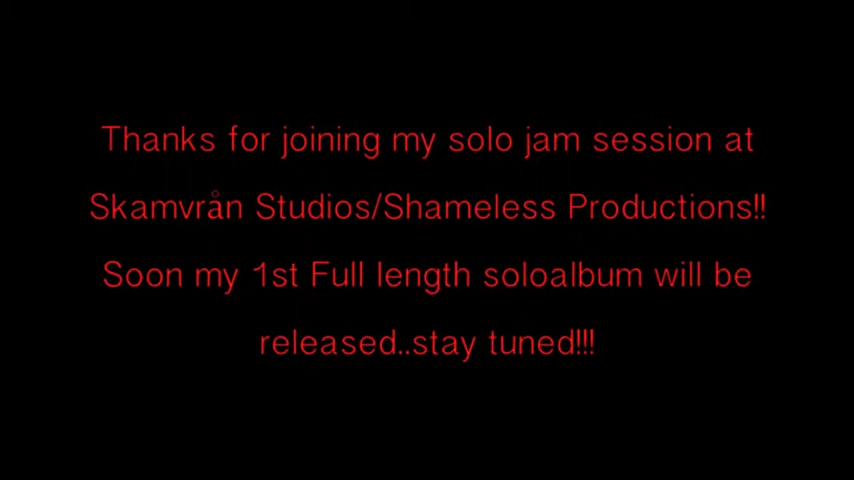 Thanks for joining my solo jam session at
Skamvrån Studios/Shameless Productions!!
Soon my 1st Full length soloalbum will be
released..stay tuned!!!